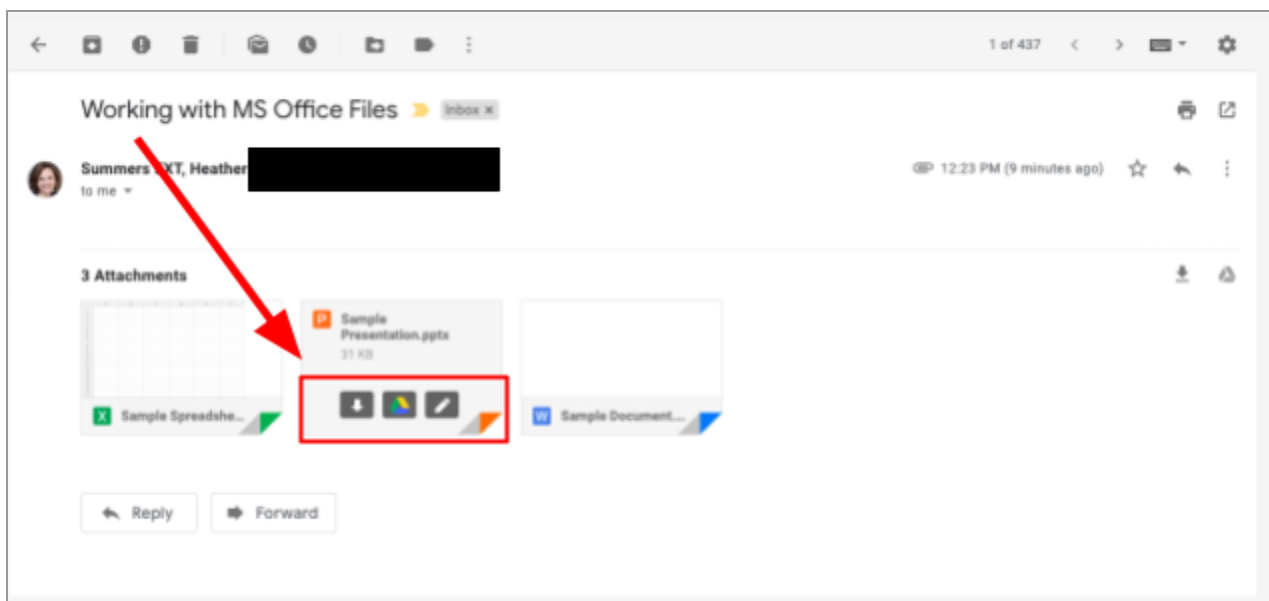 1 of 437
Working with MS Office Files Inbox x
Summers TXT, Heather
12:23 PM (9 minutes ago)
to me
3 Attachments
P Sample
Presentation.pptx
31 KB
X Sample Spreadshe...
W Sample Document....
Reply
Forward